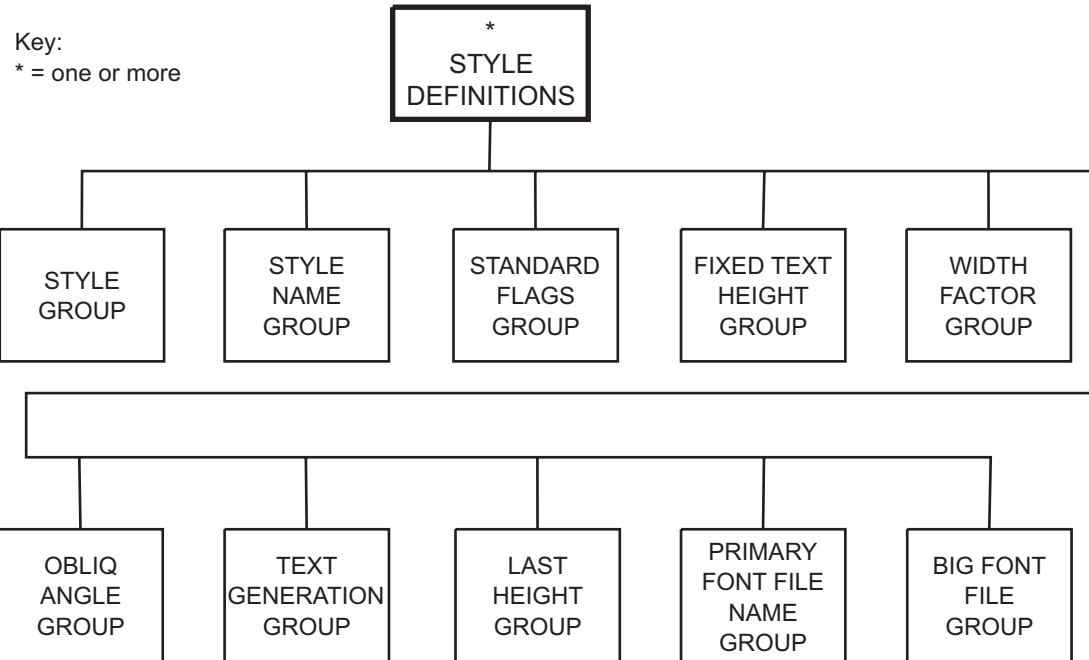 Key:
* = one or more
*
STYLE
DEFINITIONS
STYLE
GROUP
STYLE
NAME
GROUP
STANDARD
FLAGS
GROUP
FIXED TEXT
HEIGHT
GROUP
WIDTH
FACTOR
GROUP
OBLIQ
ANGLE
GROUP
TEXT
GENERATION
GROUP
LAST
HEIGHT
GROUP
PRIMARY
FONT FILE
NAME
GROUP
BIG FONT
FILE
GROUP